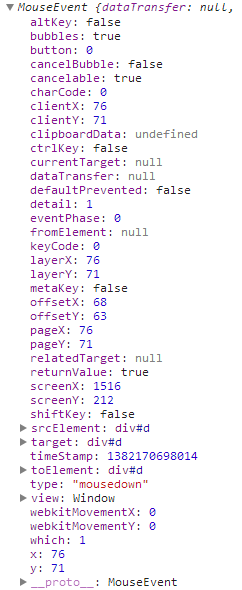 ▼ MouseEvent {dataTransfer: null,
altKey: false
bubbles: true
button: 0
cancelBubble: false
cancelable: true
charCode: 0
clientX: 76
clientY: 71
clipboardData: undefined
ctrlKey: false
currentTarget: null
dataTransfer: null
defaultPrevented: false
detail: 1
eventPhase: 0
fromElement: null
keyCode: 0
layerX: 76
layerY: 71
metaKey: false
offsetX: 68
offsetY: 63
pageX: 76
pageY: 71
relatedTarget: null
returnValue: true
screenX: 1516
screenY: 212
shiftKey: false
▶ srcElement: div#d
▶ target: div#d
timeStamp: 1382170698014
▶ toElement: div#d
type: "mousedown"
▶ view: Window
webkitMovementX: 0
webkitMovementY: 0
which: 1
x: 76
y: 71
▶ __proto__: MouseEvent